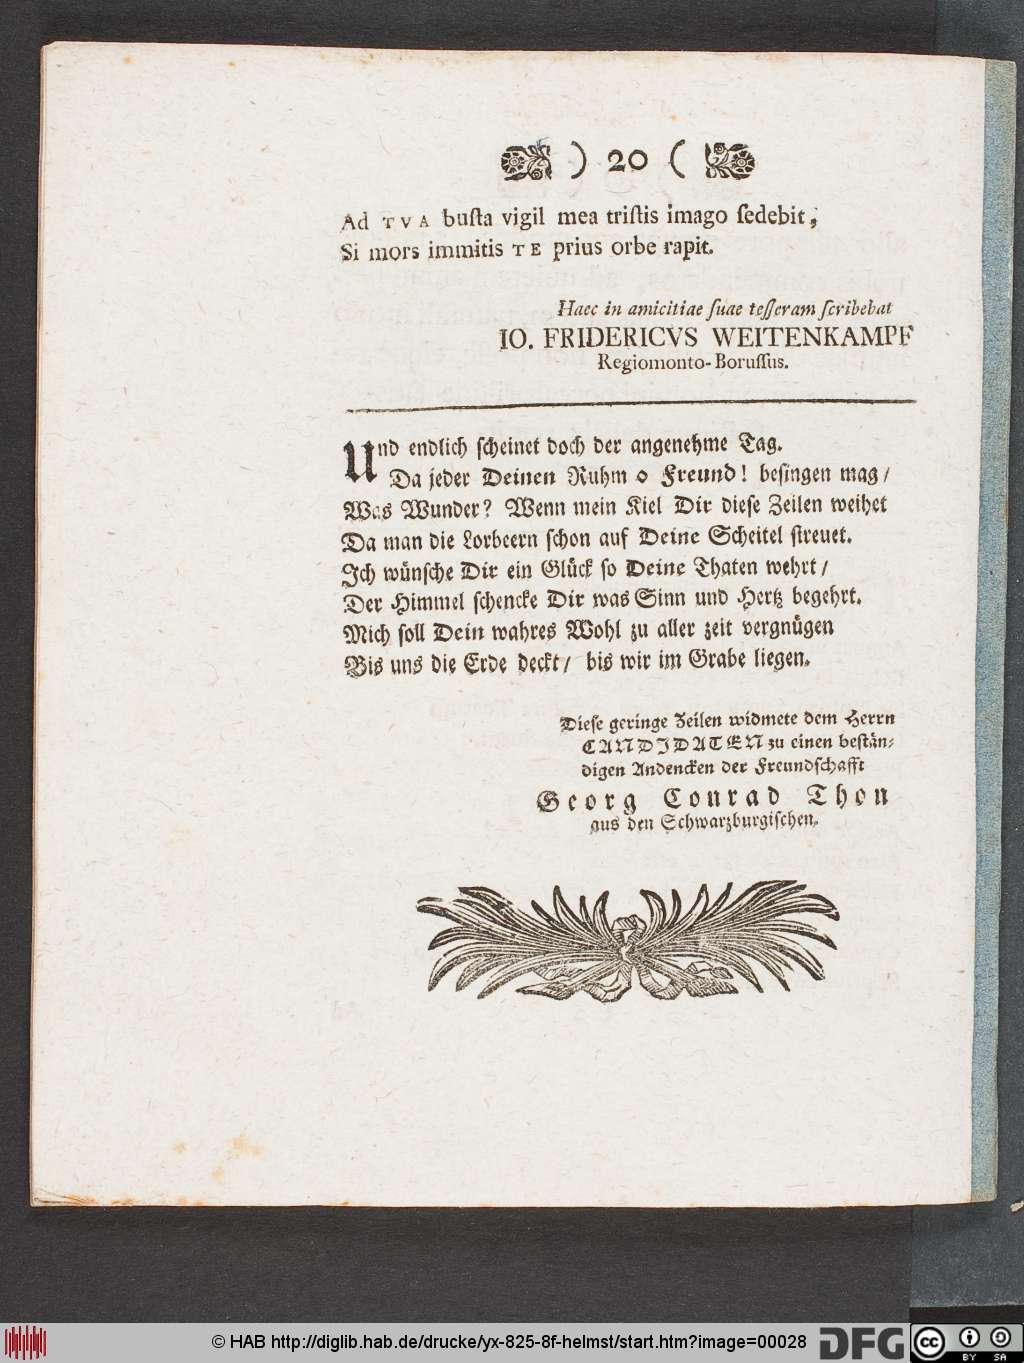 ) 20 (
Ad TVA busta vigil mea tristis imago sedebit,
Si mors immitis TE prius orbe rapit.
Haec in amicitiae suae tesseram scribebat
IO. FRIDERICVS WEITENKAMPF
Regiomonto-Borussus.
Und endlich scheinet doch der angenehme Tag.
Da jeder Deinen Ruhm o Freund! besingen mag/
Was Wunder? Wenn mein Kiel Dir diese Zeilen weihet
Da man die Lorbeern schon auf Deine Scheitel streuet.
Ich wünsche Dir ein Glück so Deine Thaten wehrt/
Der Himmel schencke Dir was Sinn und Hertz begehrt.
Mich soll Dein wahres Wohl zu aller zeit vergnügen
Bis uns die Erde deckt/ bis wir im Grabe liegen.
Diese geringe Zeilen widmete dem Herrn
CANDIDATEN zu einen bestän-
digen Andencken der Freundschafft
Georg Conrad Thon
aus den Schwarzburgischen.
© HAB http://diglib.hab.de/drucke/yx-825-8f-helmst/start.htm?image=00028
DFG
cc BY SA